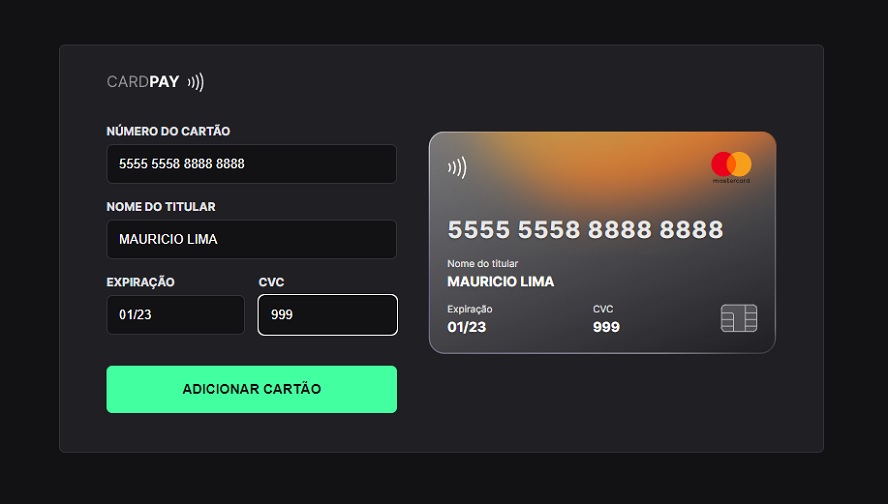 CARDPAY
NÚMERO DO CARTÃO
5555 5558 8888 8888
NOME DO TITULAR
MAURICIO LIMA
EXPIRAÇÃO CVC
01/23 999
ADICIONAR CARTÃO
mastercard
5555 5558 8888 8888
Nome do titular
MAURICIO LIMA
Expiração CVC
01/23 999